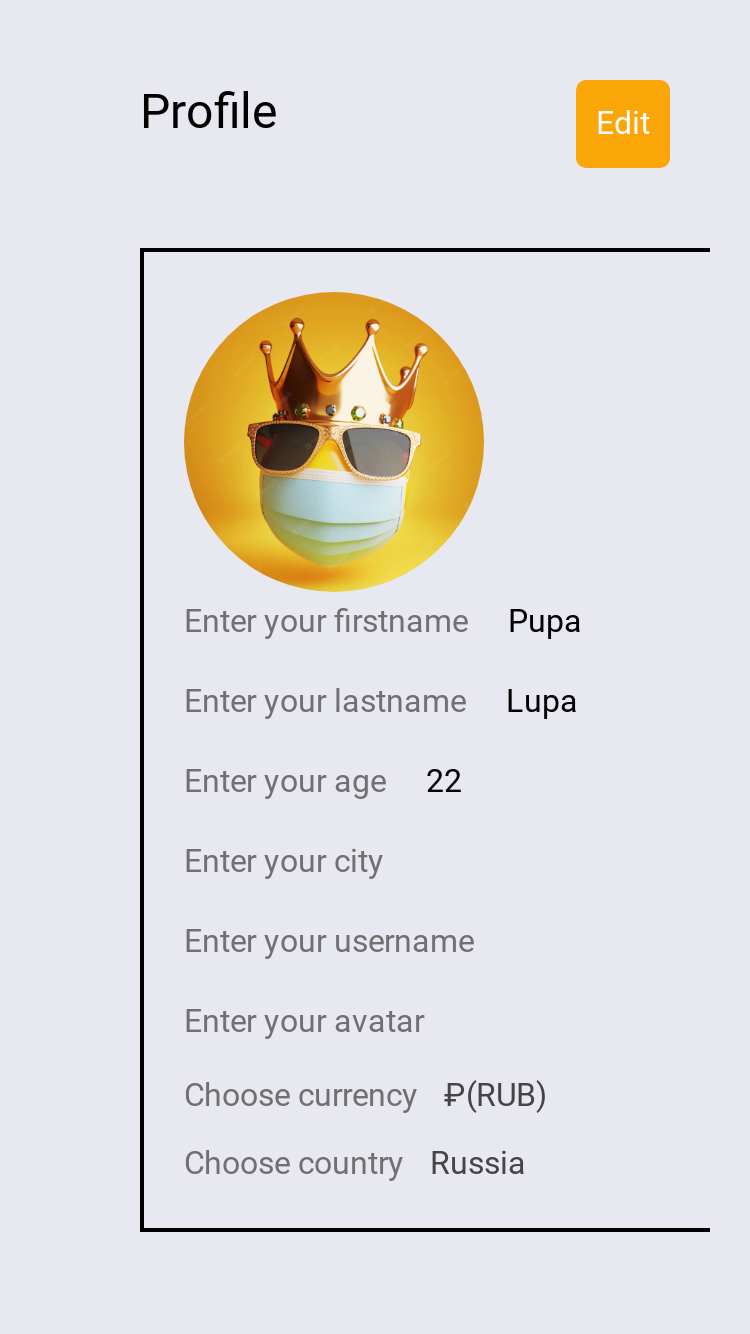 Profile
Edit
Enter your firstname Pupa
Enter your lastname Lupa
Enter your age 22
Enter your city
Enter your username
Enter your avatar
Choose currency ₽(RUB)
Choose country Russia